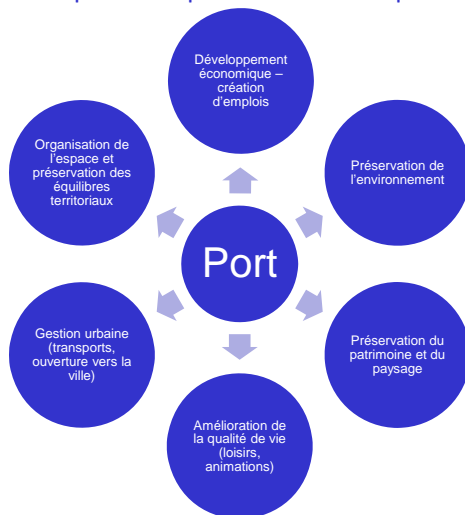 Développement
économique –
création
d'emplois
Organisation de
l'espace et
préservation des
équilibres
territoriaux
Préservation de
l'environnement
Port
Gestion urbaine
(transports,
ouverture vers la
ville)
Préservation du
patrimoine et du
paysage
Amélioration de
la qualité de vie
(loisirs,
animations)